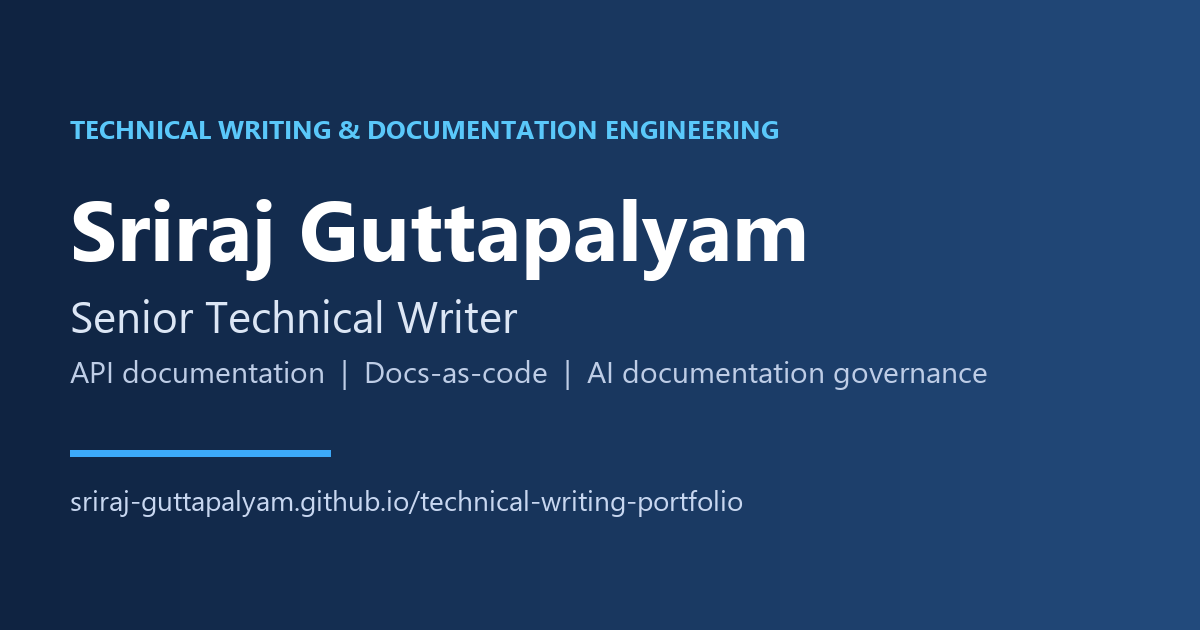 TECHNICAL WRITING & DOCUMENTATION ENGINEERING
Sriraj Guttapalyam
Senior Technical Writer
API documentation | Docs-as-code | AI documentation governance
sriraj-guttapalyam.github.io/technical-writing-portfolio